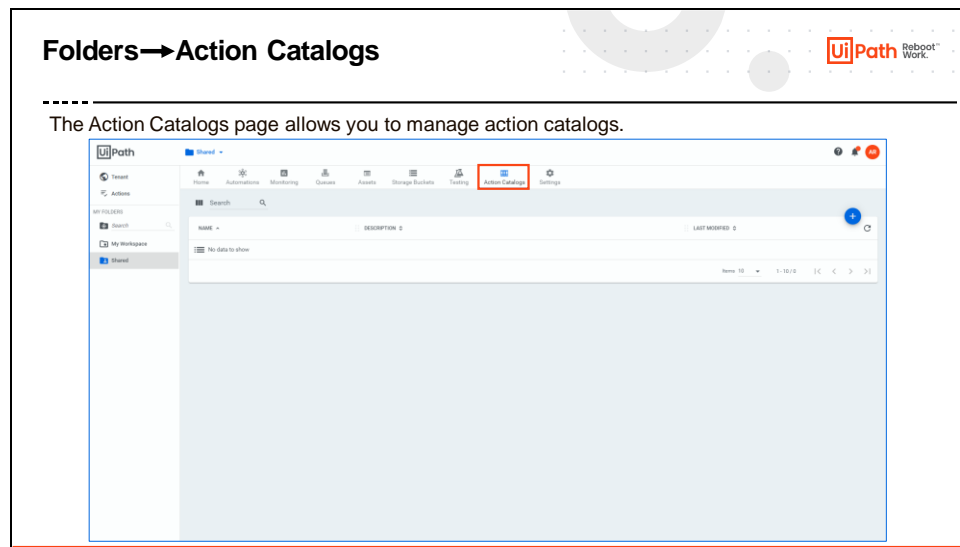 Folders→Action Catalogs
UiPath Reboot™ Work.
The Action Catalogs page allows you to manage action catalogs.
UiPath
Shared
AR
Tenant
Actions
MY FOLDERS
Search
My Workspace
Shared
Home Automations Monitoring Queues Assets Storage Buckets Testing Action Catalogs Settings
Search
NAME DESCRIPTION LAST MODIFIED
No data to show
Items 10 1 - 10 / 0